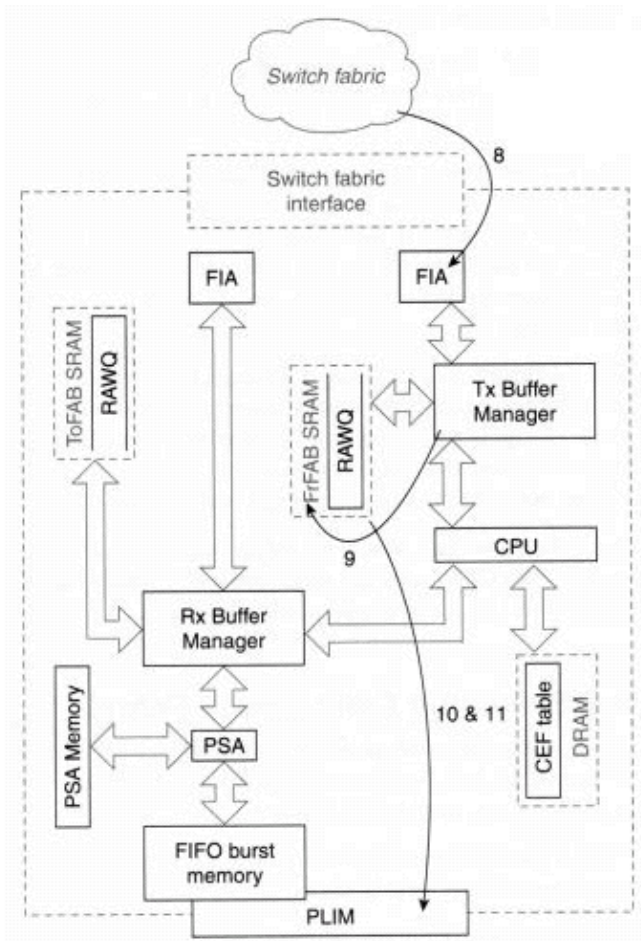 Switch fabric
8
Switch fabric
interface
FIA
FIA
ToFAB SRAM
RAWQ
FrFAB SRAM
RAWQ
Tx Buffer
Manager
9
CPU
Rx Buffer
Manager
10 & 11
CEF table
DRAM
PSA Memory
PSA
FIFO burst
memory
PLIM